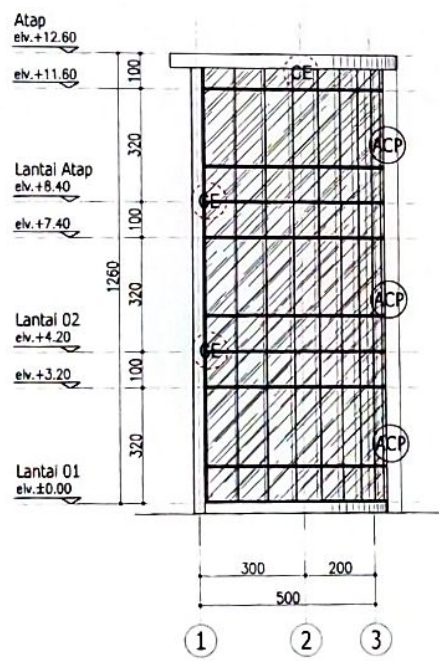 Atap
elv.+12.60
elv.+11.60
Lantai Atap
elv.+8.40
elv.+7.40
Lantai 02
elv.+4.20
elv.+3.20
Lantai 01
elv.±0.00
1260
100
320
100
320
100
320
CE
ACP
CE
ACP
CE
ACP
300
200
500
1
2
3